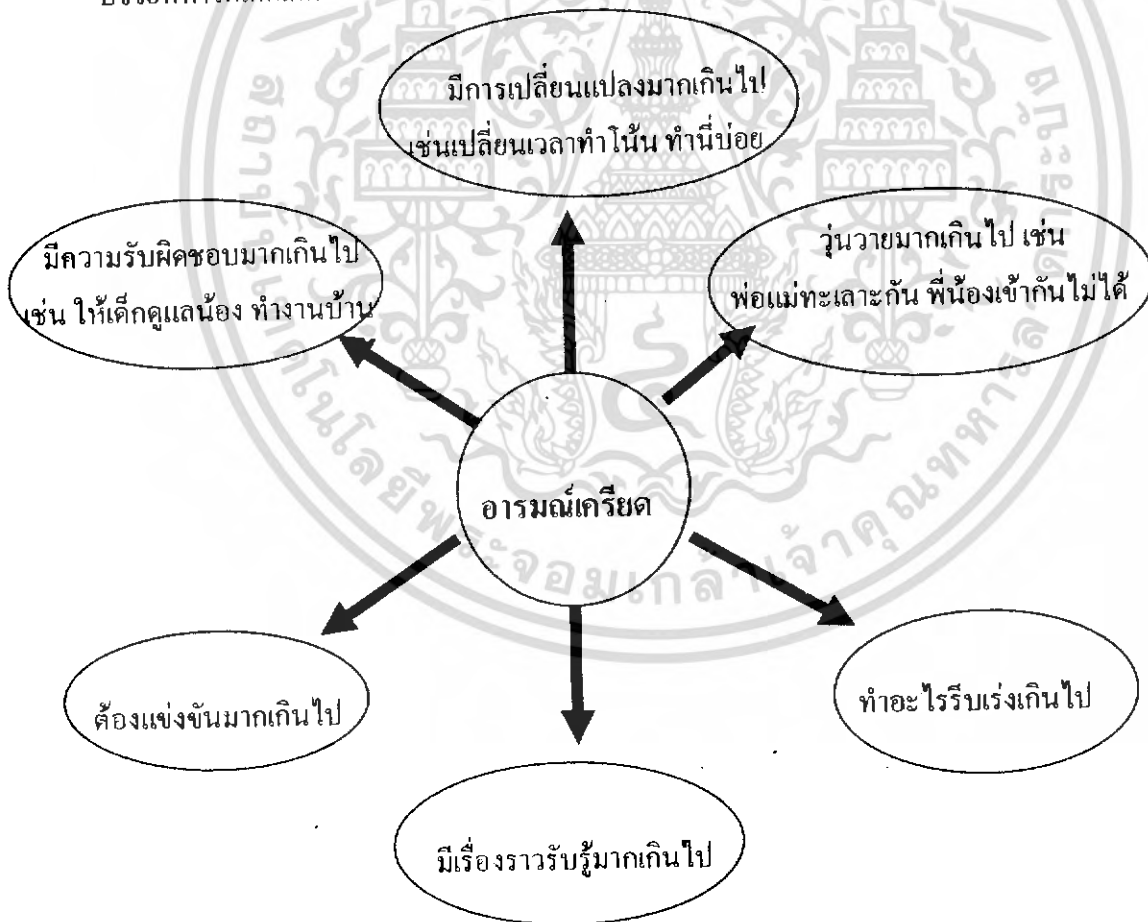 มีการเปลี่ยนแปลงมากเกินไป
เช่นเปลี่ยนเวลาทำโน้น ทำนี่บ่อย
มีความรับผิดชอบมากเกินไป
เช่น ให้เด็กดูแลน้อง ทำงานบ้าน
วุ่นวายมากเกินไป เช่น
พ่อแม่ทะเลาะกัน พี่น้องเข้ากันไม่ได้
อารมณ์เครียด
ต้องแข่งขันมากเกินไป
ทำอะไรรีบเร่งเกินไป
มีเรื่องราวรับรู้มากเกินไป